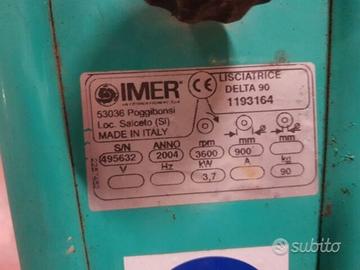 IMER
53036 Poggibonsi
Loc. Salceto (SI)
MADE IN ITALY
CE
LISCIATRICE
DELTA 90
1193164
S/N ANNO rpm mm mm
495632 2004 3600 900
V Hz kW A kg
3,7 90
subito